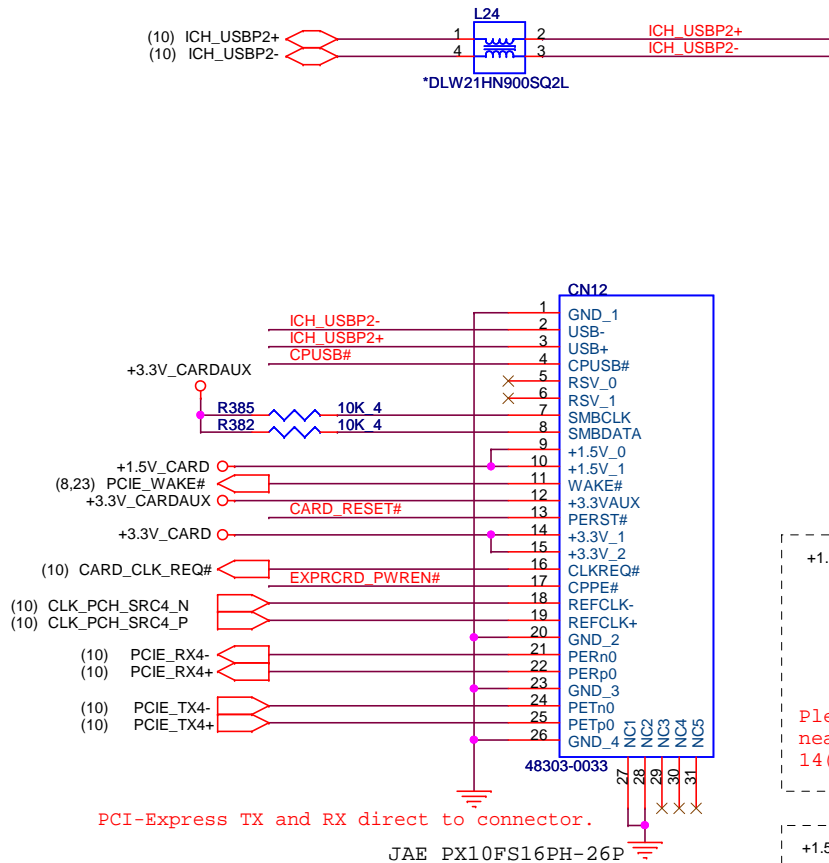 L24
(10) ICH_USBP2+ 1 2 ICH_USBP2+
(10) ICH_USBP2- 4 3 ICH_USBP2-
*DLW21HN900SQ2L
CN12
1 GND_1
ICH_USBP2- 2 USB-
ICH_USBP2+ 3 USB+
CPUSB# 4 CPUSB#
+3.3V_CARDAUX 5 RSV_0
6 RSV_1
R385 10K_4 7 SMBCLK
R382 10K_4 8 SMBDATA
9 +1.5V_0
+1.5V_CARD 10 +1.5V_1
(8,23) PCIE_WAKE# 11 WAKE#
+3.3V_CARDAUX 12 +3.3VAUX
CARD_RESET# 13 PERST#
+3.3V_CARD 14 +3.3V_1
15 +3.3V_2
(10) CARD_CLK_REQ# 16 CLKREQ#
EXPRCRD_PWREN# 17 CPPE#
(10) CLK_PCH_SRC4_N 18 REFCLK-
(10) CLK_PCH_SRC4_P 19 REFCLK+
20 GND_2
(10) PCIE_RX4- 21 PERn0
(10) PCIE_RX4+ 22 PERp0
23 GND_3
(10) PCIE_TX4- 24 PETn0
(10) PCIE_TX4+ 25 PETp0
26 GND_4
NC1 NC2 NC3 NC4 NC5
48303-0033
27 28 29 30 31
PCI-Express TX and RX direct to connector.
JAE PX10FS16PH-26P
+1.
Ple
nea
14(
+1.5